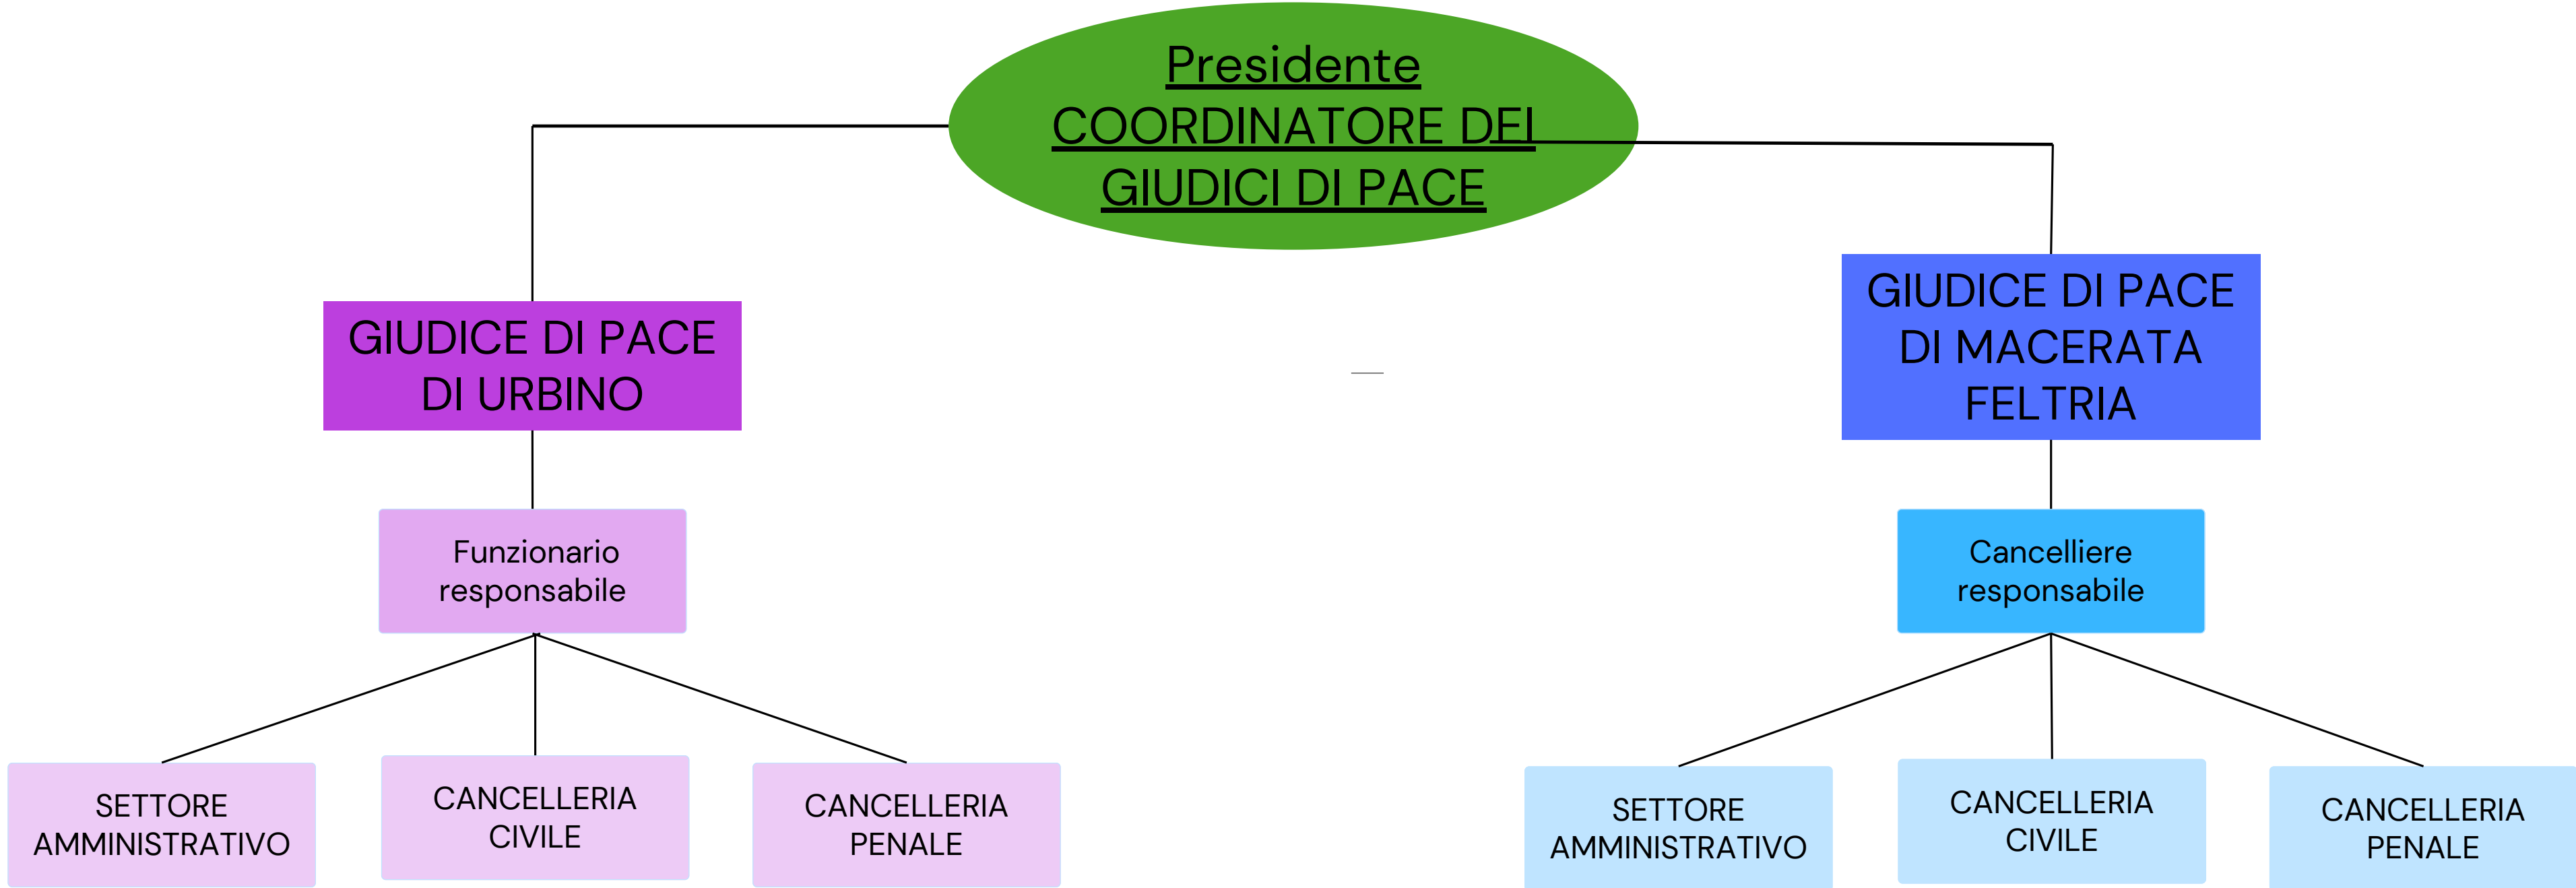 Presidente
COORDINATORE DEI
GIUDICI DI PACE
GIUDICE DI PACE
DI URBINO
GIUDICE DI PACE
DI MACERATA
FELTRIA
Funzionario
responsabile
Cancelliere
responsabile
SETTORE
AMMINISTRATIVO
CANCELLERIA
CIVILE
CANCELLERIA
PENALE
SETTORE
AMMINISTRATIVO
CANCELLERIA
CIVILE
CANCELLERIA
PENALE